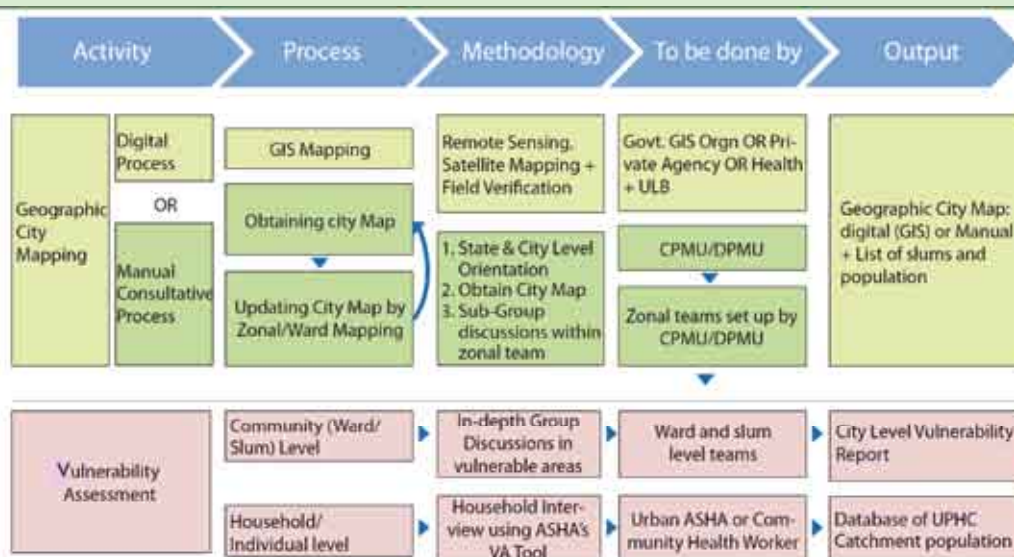 Activity
Process
Methodology
To be done by
Output
Geographic
City
Mapping
Digital
Process
OR
Manual
Consultative
Process
GIS Mapping
Obtaining city Map
Updating City Map by
Zonal/Ward Mapping
Remote Sensing,
Satellite Mapping +
Field Verification
1. State & City Level
Orientation
2. Obtain City Map
3. Sub-Group
discussions within
zonal team
Govt. GIS Orgn OR Pri-
vate Agency OR Health
+ ULB
CPMU/DPMU
Zonal teams set up by
CPMU/DPMU
Geographic City Map:
digital (GIS) or Manual
+ List of slums and
population
Vulnerability
Assessment
Community (Ward/
Slum) Level
In-depth Group
Discussions in
vulnerable areas
Ward and slum
level teams
City Level Vulnerability
Report
Household/
Individual level
Household Inter-
view using ASHA's
VA Tool
Urban ASHA or Com-
munity Health Worker
Database of UPHC
Catchment population